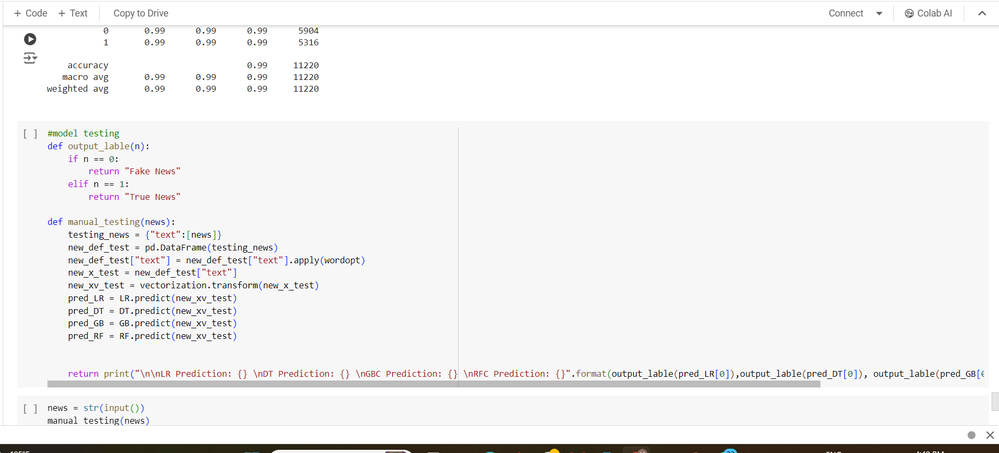 + Code + Text Copy to Drive Connect Colab AI
0 0.99 0.99 0.99 5904
1 0.99 0.99 0.99 5316
accuracy 0.99 11220
macro avg 0.99 0.99 0.99 11220
weighted avg 0.99 0.99 0.99 11220
[ ] #model testing
def output_lable(n):
if n == 0:
return "Fake News"
elif n == 1:
return "True News"
def manual_testing(news):
testing_news = {"text":[news]}
new_def_test = pd.DataFrame(testing_news)
new_def_test["text"] = new_def_test["text"].apply(wordopt)
new_x_test = new_def_test["text"]
new_xv_test = vectorization.transform(new_x_test)
pred_LR = LR.predict(new_xv_test)
pred_DT = DT.predict(new_xv_test)
pred_GB = GB.predict(new_xv_test)
pred_RF = RF.predict(new_xv_test)
return print("\n\nLR Prediction: {} \nDT Prediction: {} \nGBC Prediction: {} \nRFC Prediction: {}".format(output_lable(pred_LR[0]),output_lable(pred_DT[0]), output_lable(pred_GB[
[ ] news = str(input())
manual_testing(news)